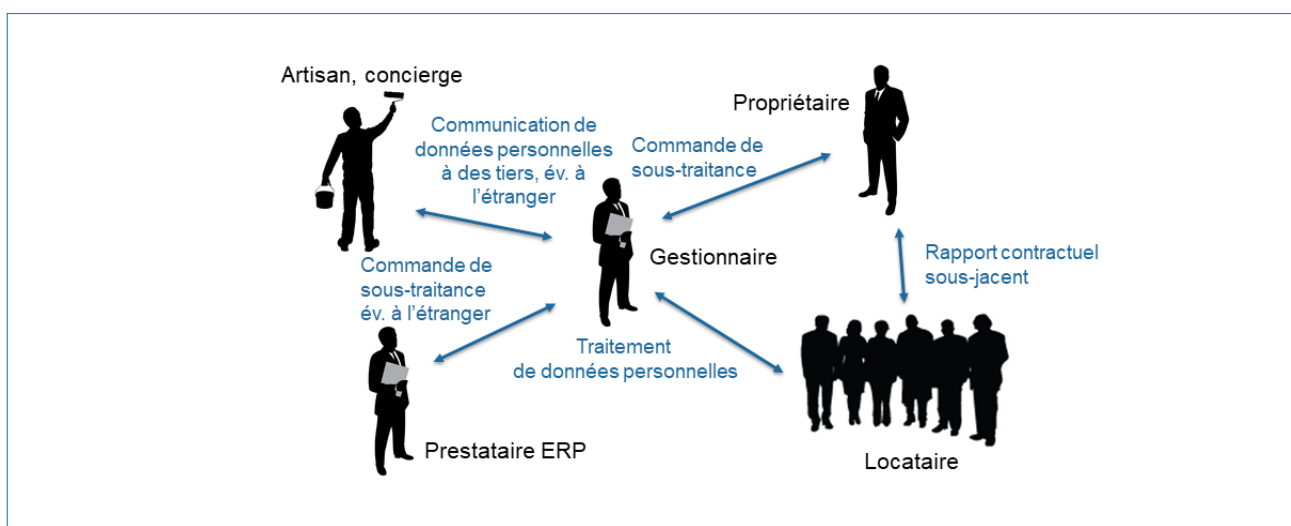 Artisan, concierge
Communication de
données personnelles
à des tiers, év. à
l’étranger
Propriétaire
Commande de
sous-traitance
Gestionnaire
Rapport contractuel
sous-jacent
Commande de
sous-traitance
év. à l’étranger
Traitement
de données personnelles
Prestataire ERP
Locataire